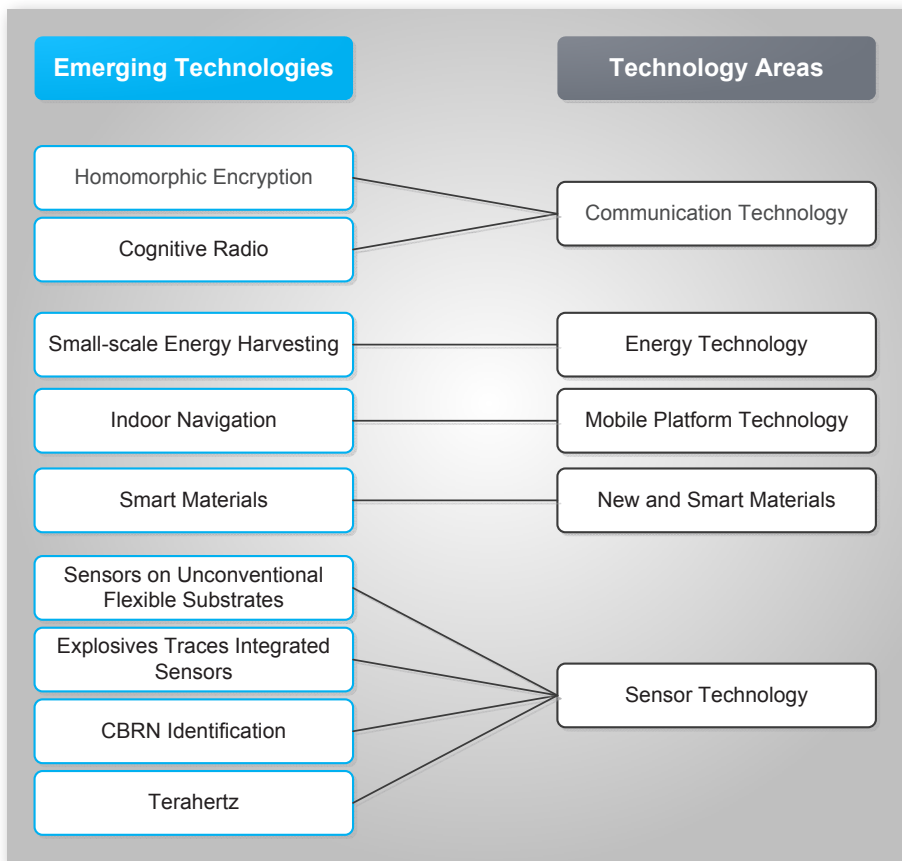 Emerging Technologies
Technology Areas
Homomorphic Encryption
Cognitive Radio
Communication Technology
Small-scale Energy Harvesting
Energy Technology
Indoor Navigation
Mobile Platform Technology
Smart Materials
New and Smart Materials
Sensors on Unconventional
Flexible Substrates
Explosives Traces Integrated
Sensors
CBRN Identification
Terahertz
Sensor Technology